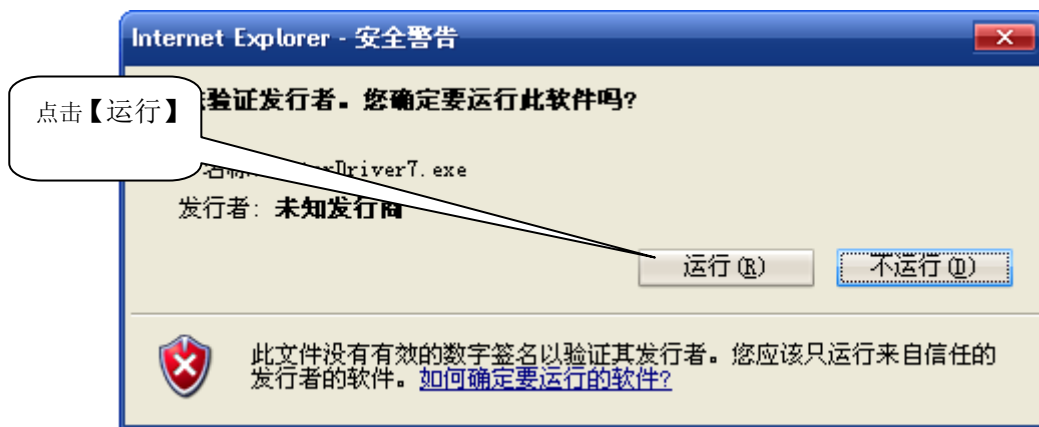 Internet Explorer - 安全警告
点击【运行】
验证发行者。您确定要运行此软件吗?
Driver7.exe
发行者: 未知发行商
运行(R)
不运行(D)
此文件没有有效的数字签名以验证其发行者。您应该只运行来自信任的
发行者的软件。如何确定要运行的软件?